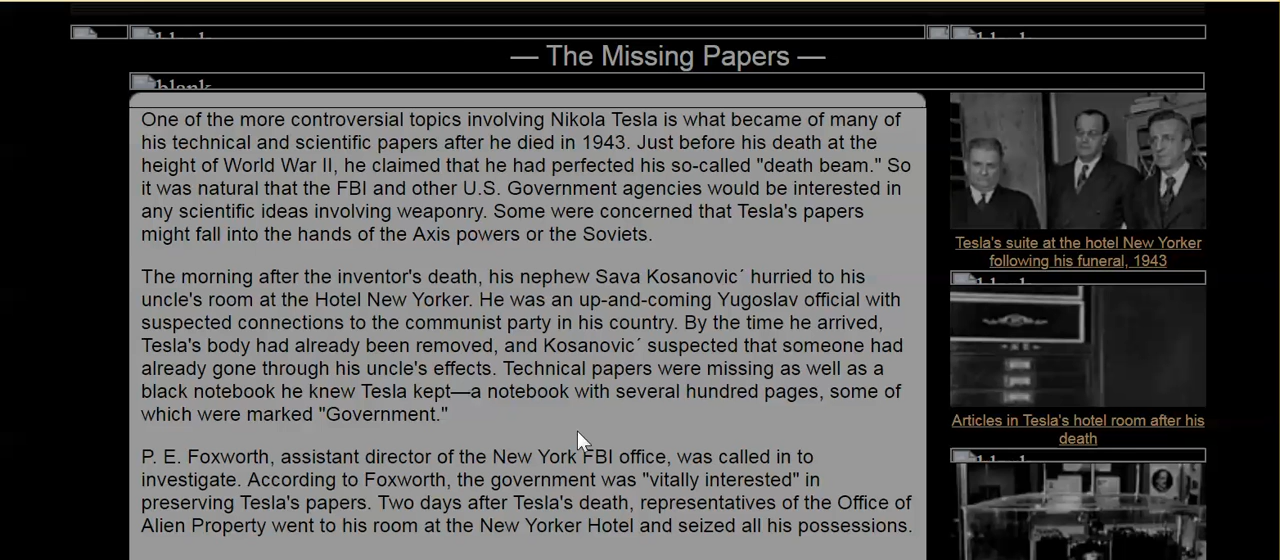 — The Missing Papers —
blank
One of the more controversial topics involving Nikola Tesla is what became of many of
his technical and scientific papers after he died in 1943. Just before his death at the
height of World War II, he claimed that he had perfected his so-called "death beam." So
it was natural that the FBI and other U.S. Government agencies would be interested in
any scientific ideas involving weaponry. Some were concerned that Tesla's papers
might fall into the hands of the Axis powers or the Soviets.
The morning after the inventor's death, his nephew Sava Kosanovic´ hurried to his
uncle's room at the Hotel New Yorker. He was an up-and-coming Yugoslav official with
suspected connections to the communist party in his country. By the time he arrived,
Tesla's body had already been removed, and Kosanovic´ suspected that someone had
already gone through his uncle's effects. Technical papers were missing as well as a
black notebook he knew Tesla kept—a notebook with several hundred pages, some of
which were marked "Government."
P. E. Foxworth, assistant director of the New York FBI office, was called in to
investigate. According to Foxworth, the government was "vitally interested" in
preserving Tesla's papers. Two days after Tesla's death, representatives of the Office of
Alien Property went to his room at the New Yorker Hotel and seized all his possessions.
Tesla's suite at the hotel New Yorker
following his funeral, 1943
Articles in Tesla's hotel room after his
death